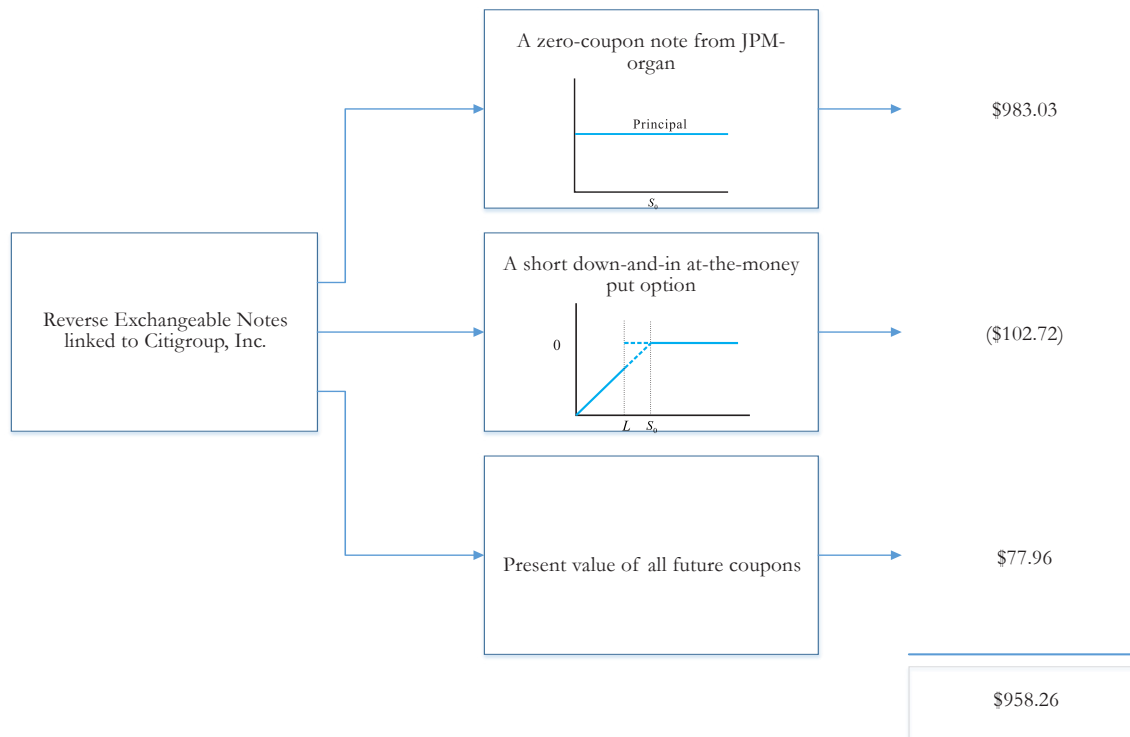 A zero-coupon note from JPM-
organ
Principal
S₀
$983.03
Reverse Exchangeable Notes
linked to Citigroup, Inc.
A short down-and-in at-the-money
put option
0
L S₀
($102.72)
Present value of all future coupons
$77.96
$958.26